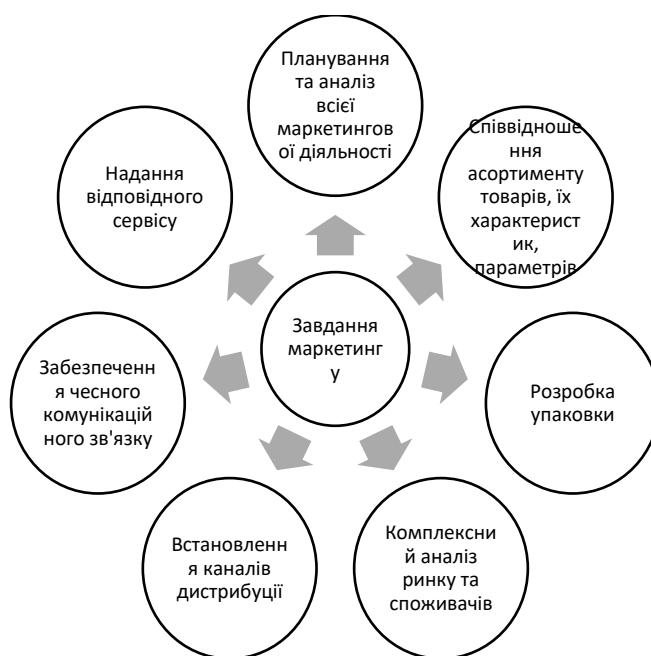 Планування
та аналіз
всієї
маркетингов
ої діяльності
Співвідноше
ння
асортименту
товарів, їх
характерист
ик,
параметрів
Розробка
упаковки
Комплексни
й аналіз
ринку та
споживачів
Встановленн
я каналів
дистрибуції
Забезпеченн
я чесного
комунікацій
ного зв'язку
Надання
відповідного
сервісу
Завдання
маркетинг
у